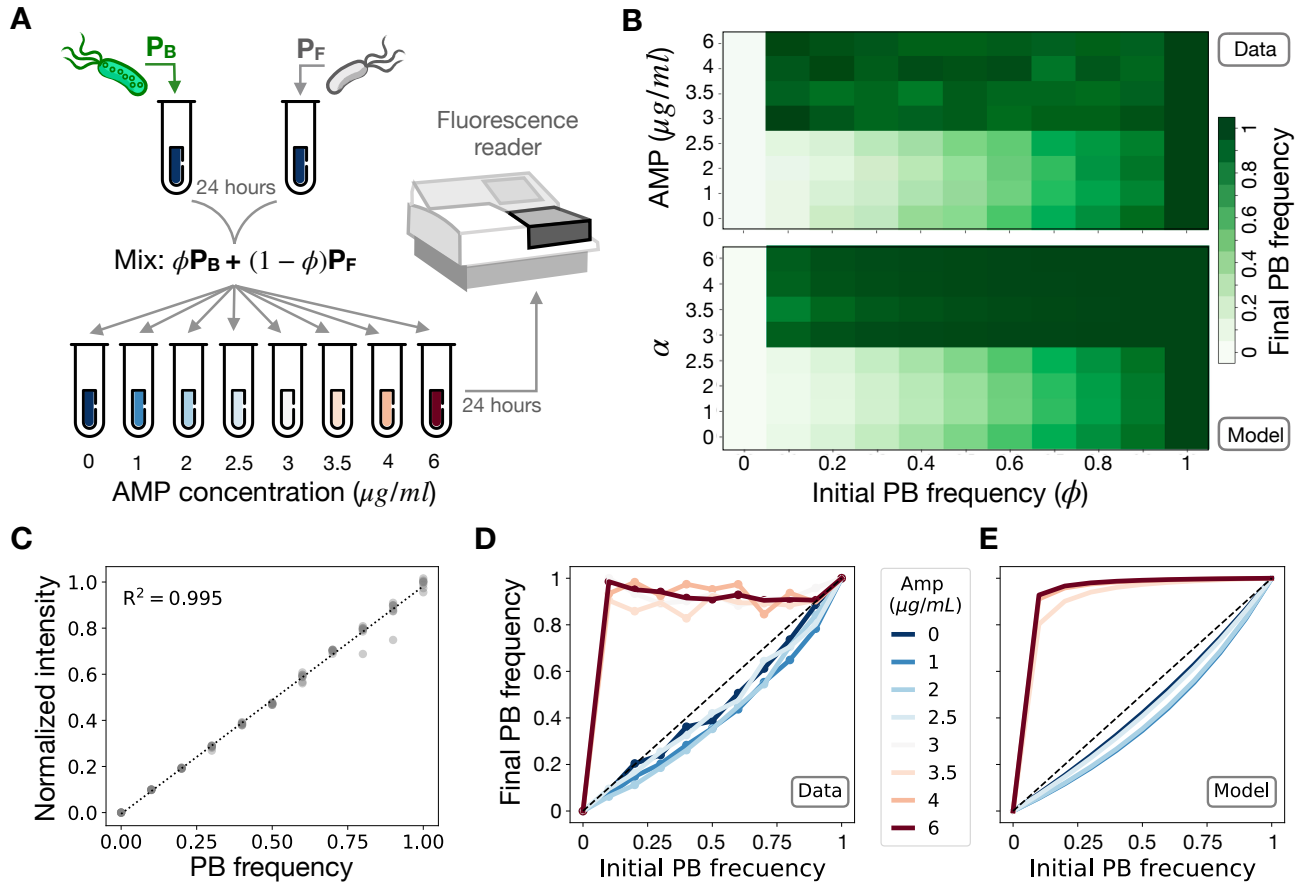 A
P_B
P_F
24 hours
Mix: ϕP_B + (1 − ϕ)P_F
Fluorescence
reader
24 hours
0 1 2 2.5 3 3.5 4 6
AMP concentration (μg/ml)
B
AMP (μg/ml)
6
4
3.5
3
2.5
2
1
0
Data
α
6
4
3.5
3
2.5
2
1
0
Model
0 0.2 0.4 0.6 0.8 1
Initial PB frequency (ϕ)
1
0.8
0.6
0.4
0.2
0
Final PB frequency
C
R² = 0.995
Normalized intensity
1.0
0.8
0.6
0.4
0.2
0.0
0.00 0.25 0.50 0.75 1.00
PB frequency
D
Final PB frequency
1
0.8
0.6
0.4
0.2
0
Data
0 0.25 0.5 0.75 1
Initial PB frecuency
Amp
(μg/mL)
0
1
2
2.5
3
3.5
4
6
E
Model
0 0.25 0.5 0.75 1
Initial PB frecuency